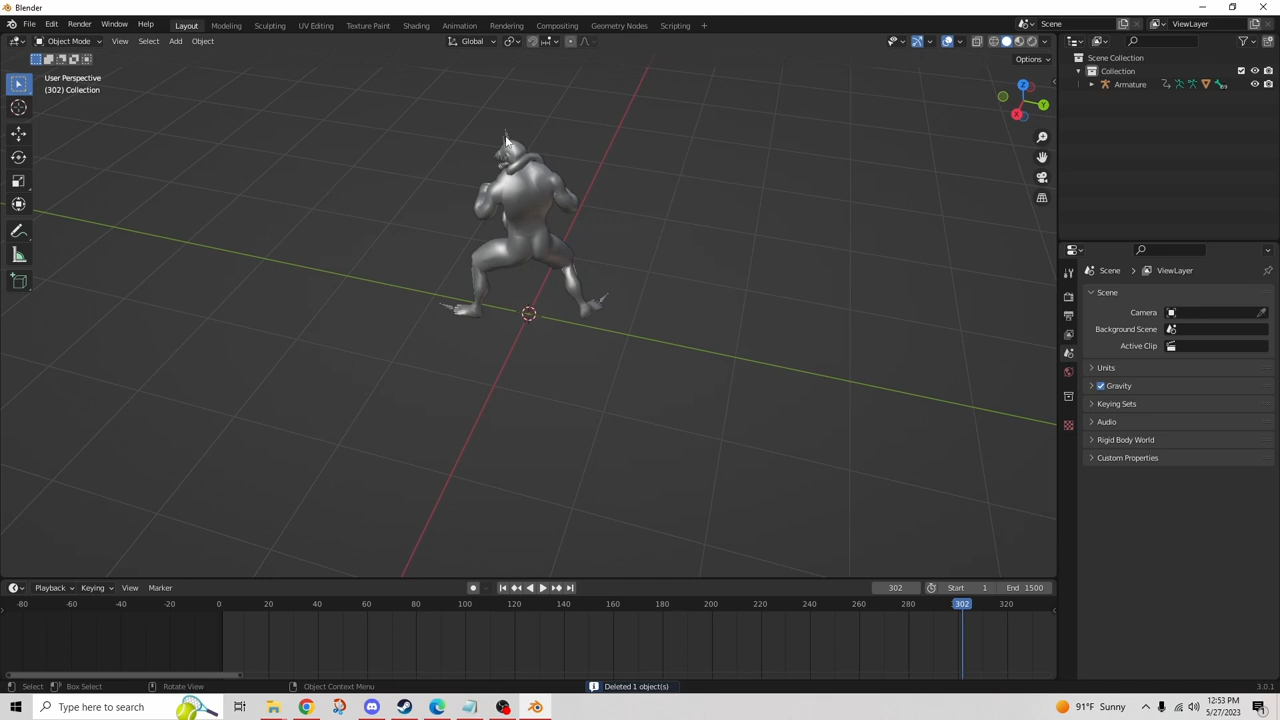 Blender
File Edit Render Window Help Layout Modeling Sculpting UV Editing Texture Paint Shading Animation Rendering Compositing Geometry Nodes Scripting + Scene ViewLayer
Object Mode View Select Add Object Global
Options
User Perspective
(302) Collection
Z
Y
X
Scene Collection
Collection
Armature
Scene > ViewLayer
Scene
Camera
Background Scene
Active Clip
Units
Gravity
Keying Sets
Audio
Rigid Body World
Custom Properties
Playback Keying View Marker 302 Start 1 End 1500
-80 -60 -40 -20 0 20 40 60 80 100 120 140 160 180 200 220 240 260 280 302 320
Select Box Select Rotate View Object Context Menu Deleted 1 object(s) 3.0.1
Type here to search 91°F Sunny 12:53 PM
5/27/2023